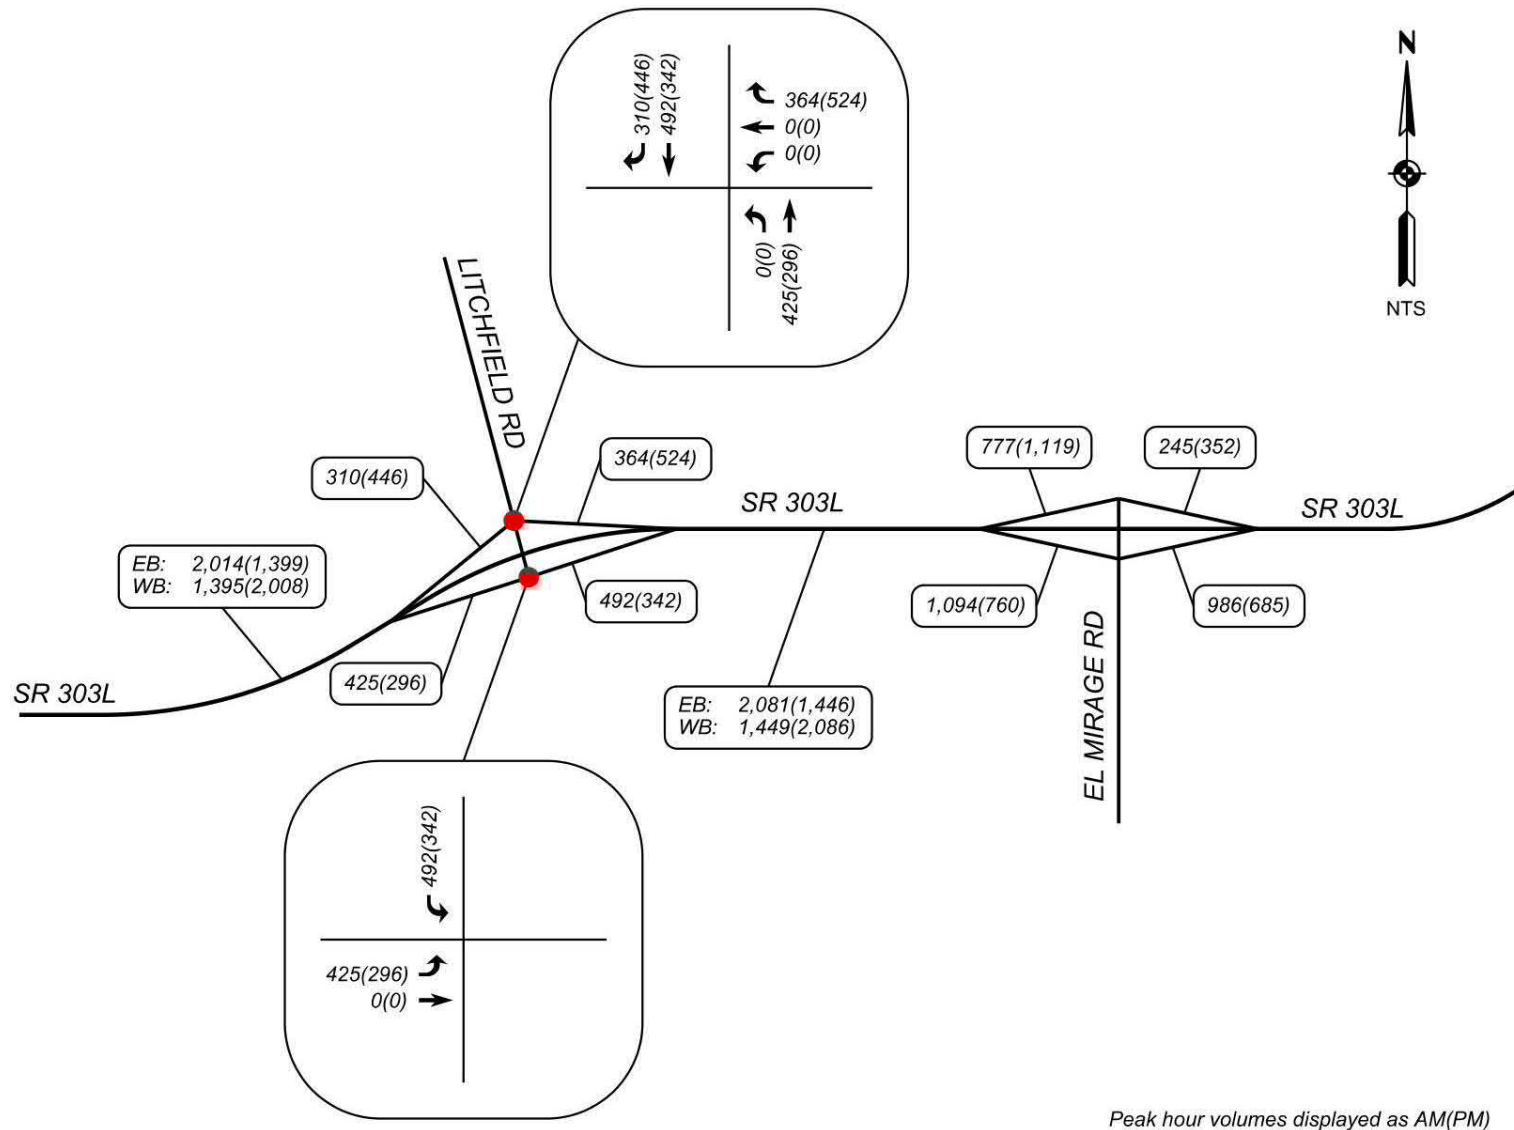 310(446)
492(342)
364(524)
0(0)
0(0)
0(0)
425(296)
N
NTS
LITCHFIELD RD
310(446)
364(524)
777(1,119)
245(352)
SR 303L
SR 303L
EB: 2,014(1,399)
WB: 1,395(2,008)
492(342)
1,094(760)
986(685)
425(296)
SR 303L
EB: 2,081(1,446)
WB: 1,449(2,086)
EL MIRAGE RD
492(342)
425(296)
0(0)
Peak hour volumes displayed as AM(PM)